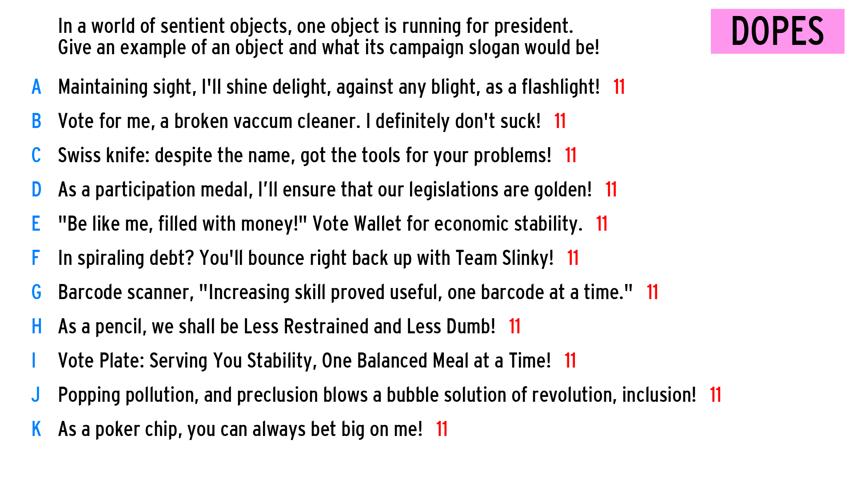 In a world of sentient objects, one object is running for president.
Give an example of an object and what its campaign slogan would be!
DOPES
A Maintaining sight, I'll shine delight, against any blight, as a flashlight! 11
B Vote for me, a broken vaccum cleaner. I definitely don't suck! 11
C Swiss knife: despite the name, got the tools for your problems! 11
D As a participation medal, I’ll ensure that our legislations are golden! 11
E "Be like me, filled with money!" Vote Wallet for economic stability. 11
F In spiraling debt? You'll bounce right back up with Team Slinky! 11
G Barcode scanner, "Increasing skill proved useful, one barcode at a time." 11
H As a pencil, we shall be Less Restrained and Less Dumb! 11
I Vote Plate: Serving You Stability, One Balanced Meal at a Time! 11
J Popping pollution, and preclusion blows a bubble solution of revolution, inclusion! 11
K As a poker chip, you can always bet big on me! 11